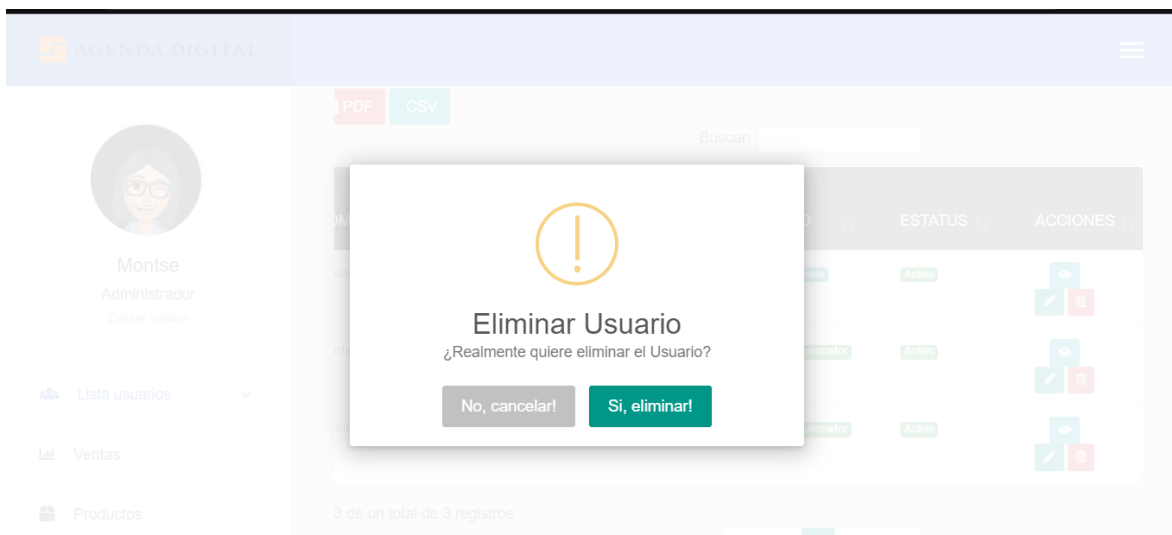 AGENDA DIGITAL
PDF
CSV
Buscar:
ESTATUS
ACCIONES
Montse
Administrador
Cerrar sesion
Eliminar Usuario
¿Realmente quiere eliminar el Usuario?
No, cancelar!
Si, eliminar!
Activo
Activo
Activo
Lista usuarios
Ventas
Productos
3 de un total de 3 registros